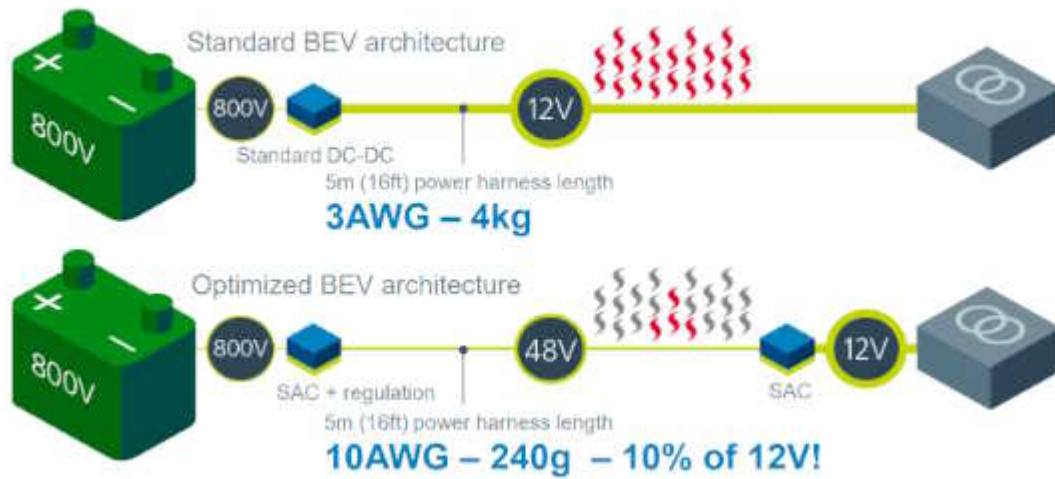 Standard BEV architecture
800V
800V
12V
Standard DC-DC
5m (16ft) power harness length
3AWG – 4kg
Optimized BEV architecture
800V
800V
48V
12V
SAC + regulation
SAC
5m (16ft) power harness length
10AWG – 240g – 10% of 12V!